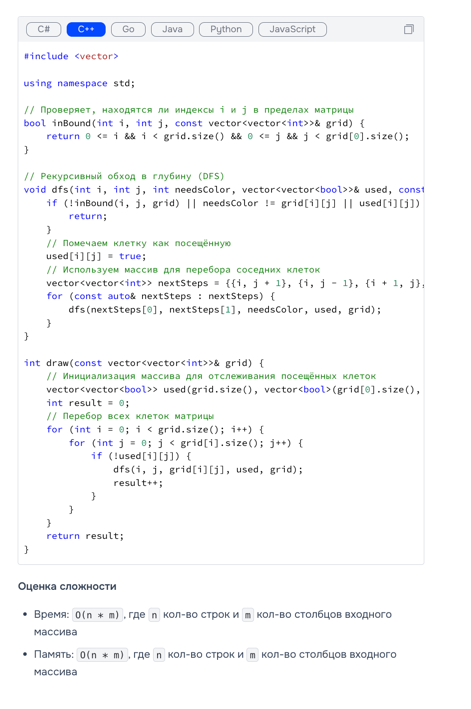 C# C++ Go Java Python JavaScript
#include <vector>
using namespace std;
// Проверяет, находятся ли индексы i и j в пределах матрицы
bool inBound(int i, int j, const vector<vector<int>>& grid) {
    return 0 <= i && i < grid.size() && 0 <= j && j < grid[0].size();
}
// Рекурсивный обход в глубину (DFS)
void dfs(int i, int j, int needsColor, vector<vector<bool>>& used, const
    if (!inBound(i, j, grid) || needsColor != grid[i][j] || used[i][j])
        return;
    }
    // Помечаем клетку как посещённую
    used[i][j] = true;
    // Используем массив для перебора соседних клеток
    vector<vector<int>> nextSteps = {{i, j + 1}, {i, j - 1}, {i + 1, j},
    for (const auto& nextSteps : nextSteps) {
        dfs(nextSteps[0], nextSteps[1], needsColor, used, grid);
    }
}
int draw(const vector<vector<int>>& grid) {
    // Инициализация массива для отслеживания посещённых клеток
    vector<vector<bool>> used(grid.size(), vector<bool>(grid[0].size(),
    int result = 0;
    // Перебор всех клеток матрицы
    for (int i = 0; i < grid.size(); i++) {
        for (int j = 0; j < grid[i].size(); j++) {
            if (!used[i][j]) {
                dfs(i, j, grid[i][j], used, grid);
                result++;
            }
        }
    }
    return result;
}
Оценка сложности
• Время: O(n * m), где n кол-во строк и m кол-во столбцов входного
массива
• Память: O(n * m), где n кол-во строк и m кол-во столбцов входного
массива